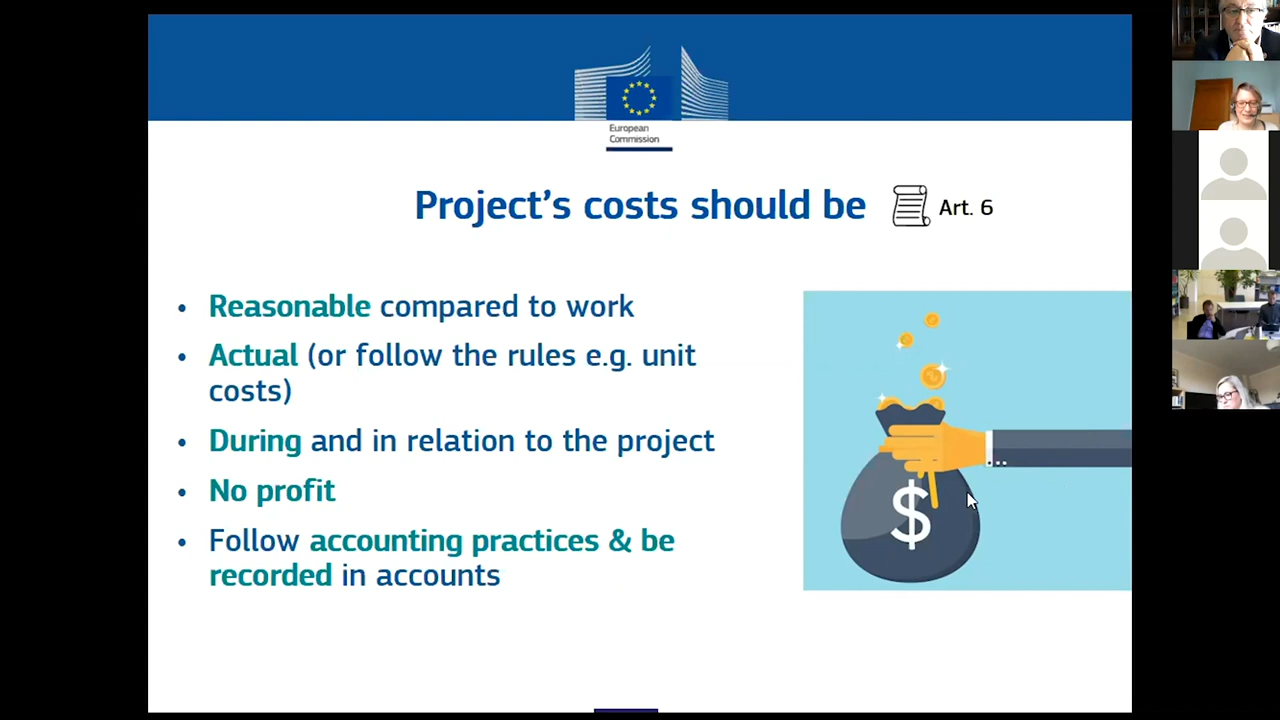 European
Commission
Project's costs should be
Art. 6
• Reasonable compared to work
• Actual (or follow the rules e.g. unit
costs)
• During and in relation to the project
• No profit
• Follow accounting practices & be
recorded in accounts
$